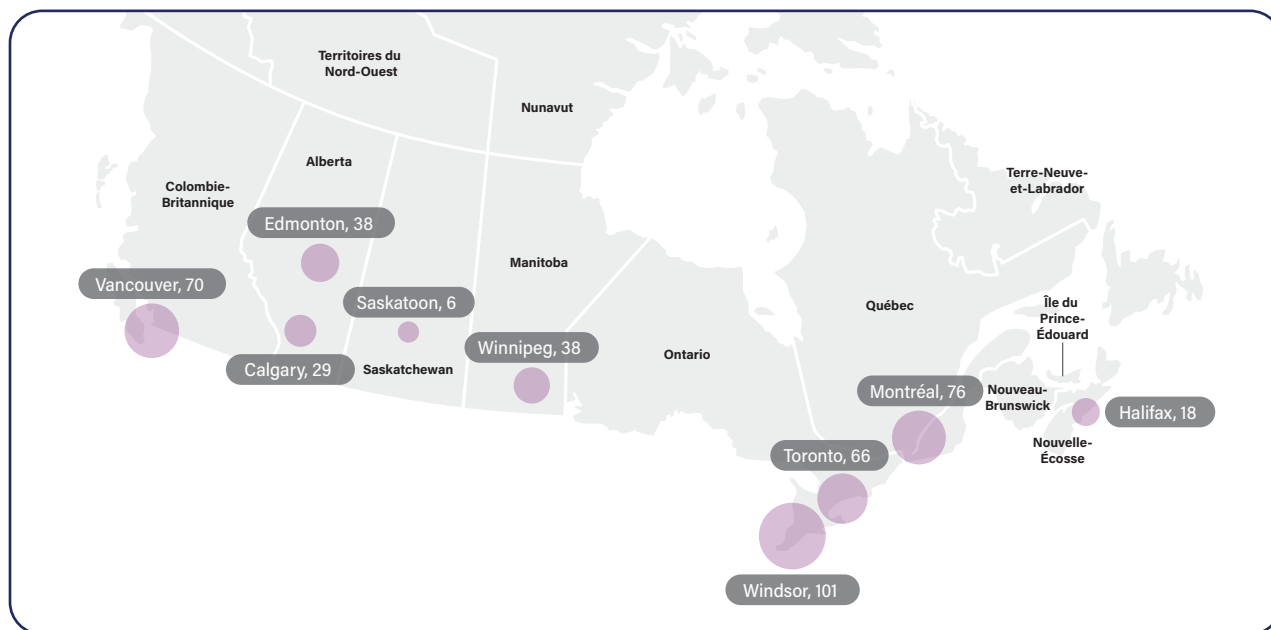 Territoires du
Nord-Ouest
Nunavut
Alberta
Colombie-
Britannique
Terre-Neuve-
et-Labrador
Edmonton, 38
Manitoba
Vancouver, 70
Saskatoon, 6
Québec
Île du
Prince-
Édouard
Winnipeg, 38
Ontario
Calgary, 29
Saskatchewan
Montréal, 76
Nouveau-
Brunswick
Halifax, 18
Nouvelle-
Écosse
Toronto, 66
Windsor, 101